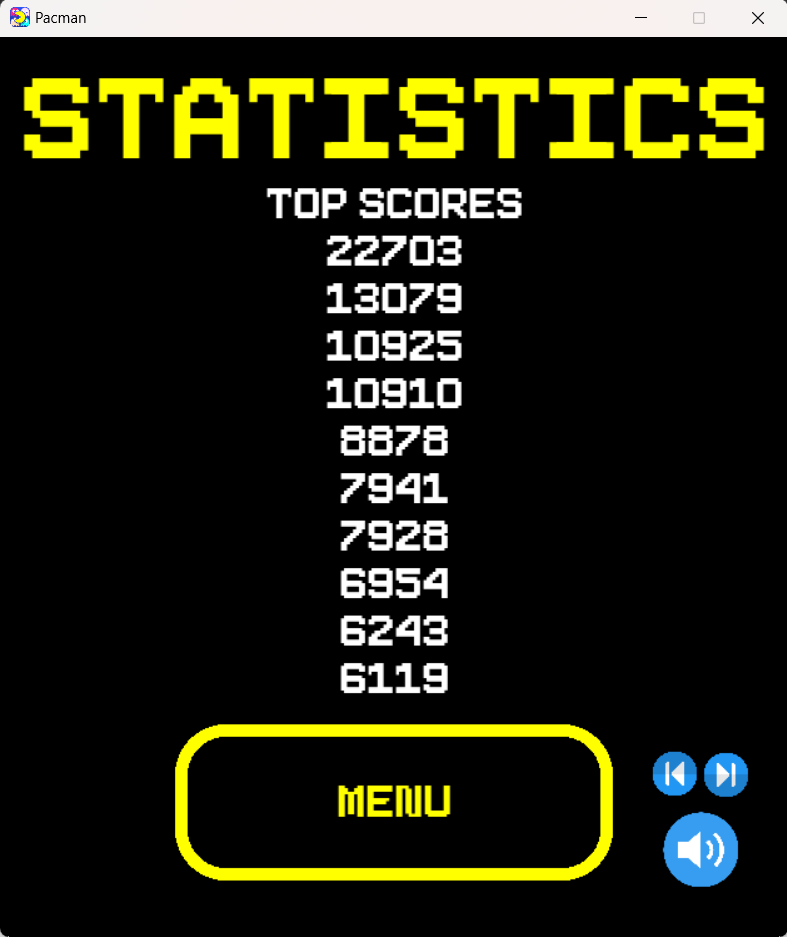 Pacman
STATISTICS
TOP SCORES
22703
13079
10925
10910
8878
7941
7928
6954
6243
6119
MENU